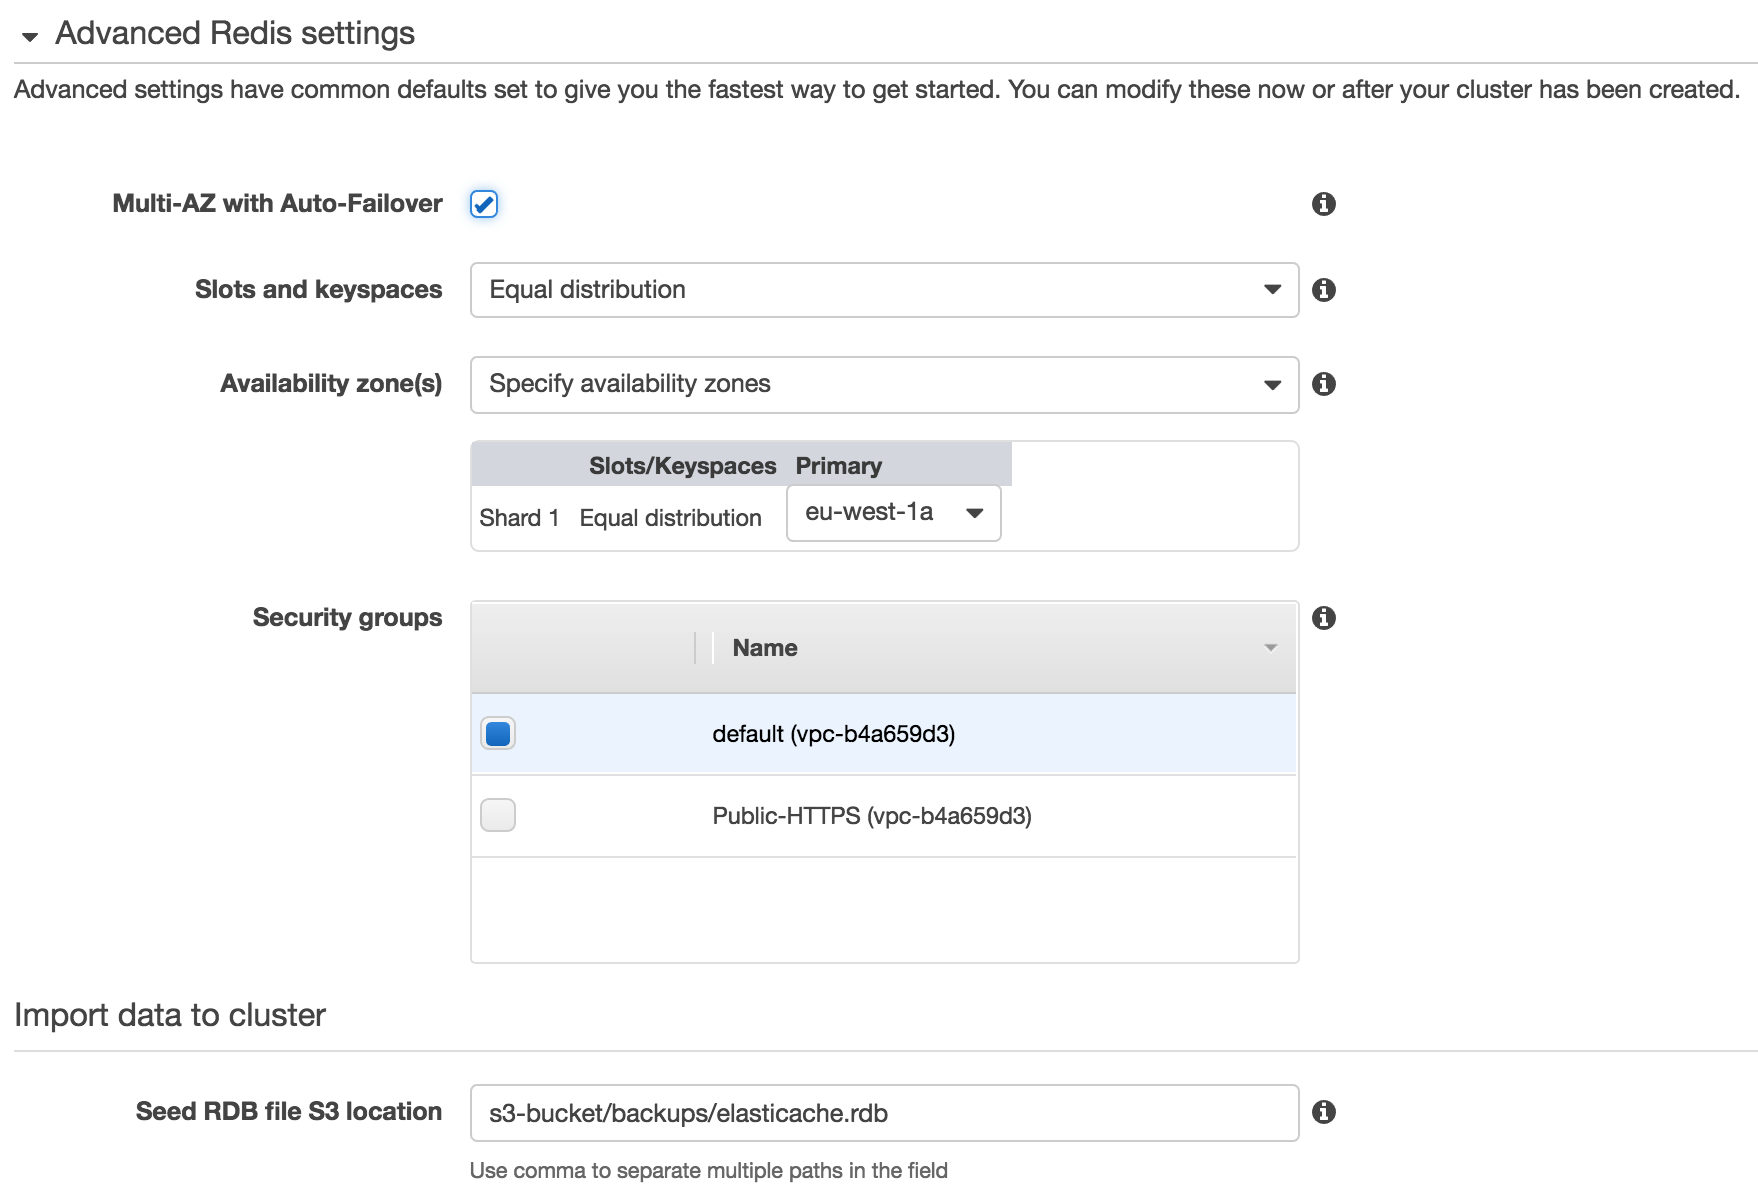 Advanced Redis settings
Advanced settings have common defaults set to give you the fastest way to get started. You can modify these now or after your cluster has been created.
Multi-AZ with Auto-Failover
Slots and keyspaces Equal distribution
Availability zone(s) Specify availability zones
Slots/Keyspaces Primary
Shard 1 Equal distribution eu-west-1a
Security groups
Name
default (vpc-b4a659d3)
Public-HTTPS (vpc-b4a659d3)
Import data to cluster
Seed RDB file S3 location s3-bucket/backups/elasticache.rdb
Use comma to separate multiple paths in the field